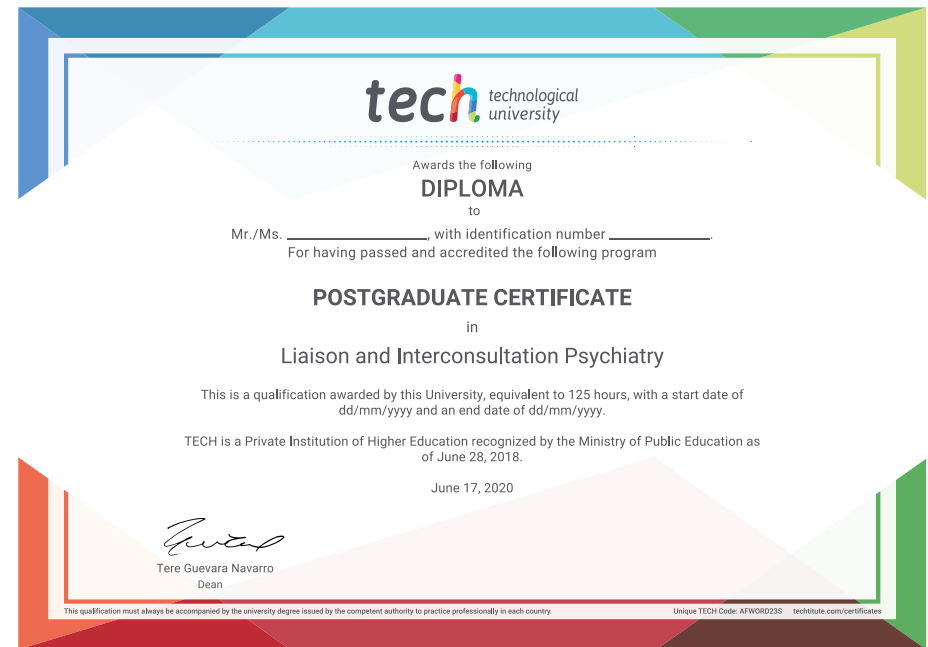 tech technological
university
Awards the following
DIPLOMA
to
Mr./Ms. ____________________, with identification number ______________.
For having passed and accredited the following program
POSTGRADUATE CERTIFICATE
in
Liaison and Interconsultation Psychiatry
This is a qualification awarded by this University, equivalent to 125 hours, with a start date of
dd/mm/yyyy and an end date of dd/mm/yyyy.
TECH is a Private Institution of Higher Education recognized by the Ministry of Public Education as
of June 28, 2018.
June 17, 2020
Tere Guevara Navarro
Dean
This qualification must always be accompanied by the university degree issued by the competent authority to practice professionally in each country. Unique TECH Code: AFWORD23S techtitute.com/certificates